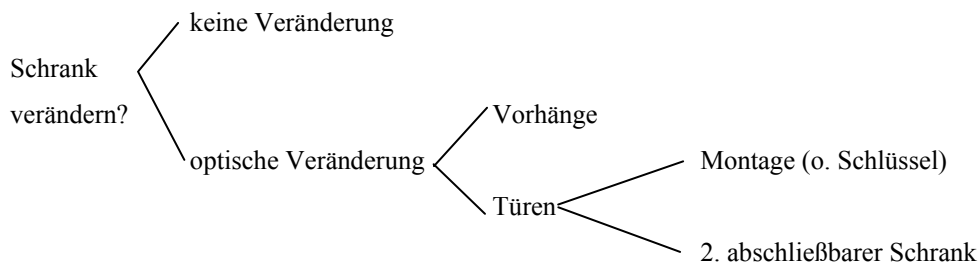 keine Veränderung
Schrank
verändern?
Vorhänge
optische Veränderung
Montage (o. Schlüssel)
Türen
2. abschließbarer Schrank